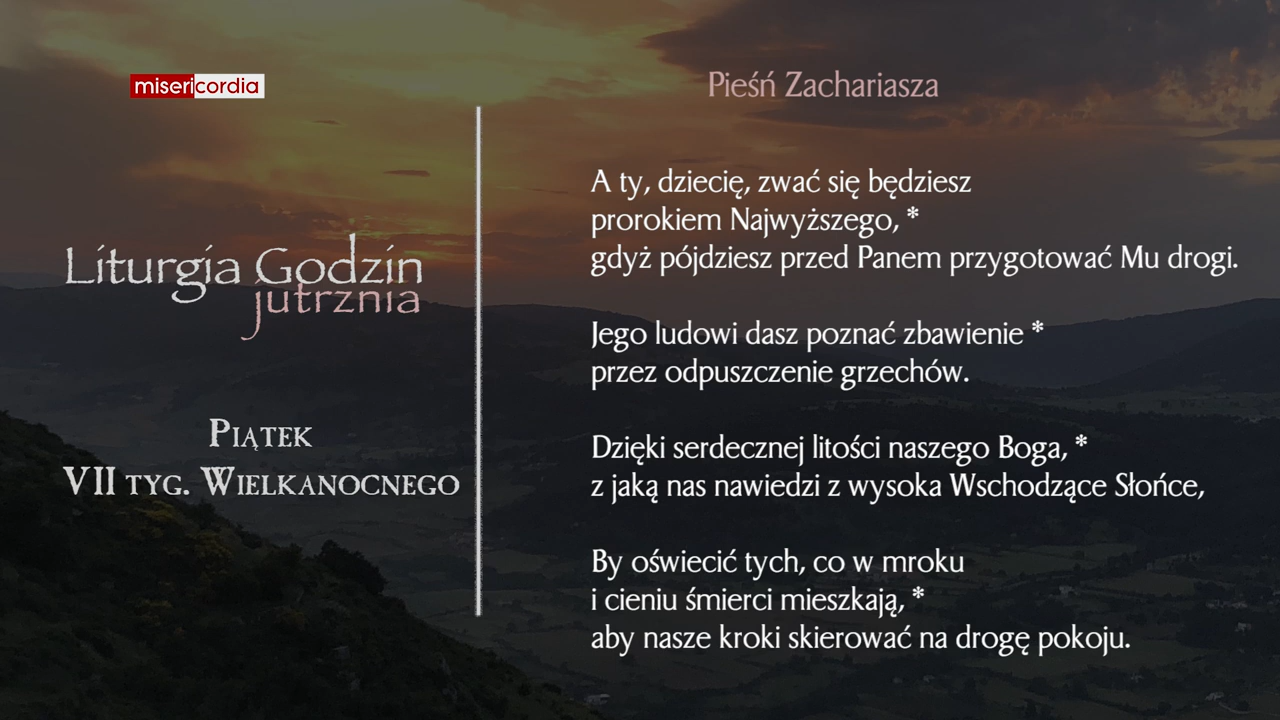 misericordia
Liturgia Godzin
jutrznia
Piątek
VII tyg. Wielkanocnego
Pieśń Zachariasza
A ty, dziecię, zwać się będziesz
prorokiem Najwyższego, *
gdyż pójdziesz przed Panem przygotować Mu drogi.
Jego ludowi dasz poznać zbawienie *
przez odpuszczenie grzechów.
Dzięki serdecznej litości naszego Boga, *
z jaką nas nawiedzi z wysoka Wschodzące Słońce,
By oświecić tych, co w mroku
i cieniu śmierci mieszkają, *
aby nasze kroki skierować na drogę pokoju.